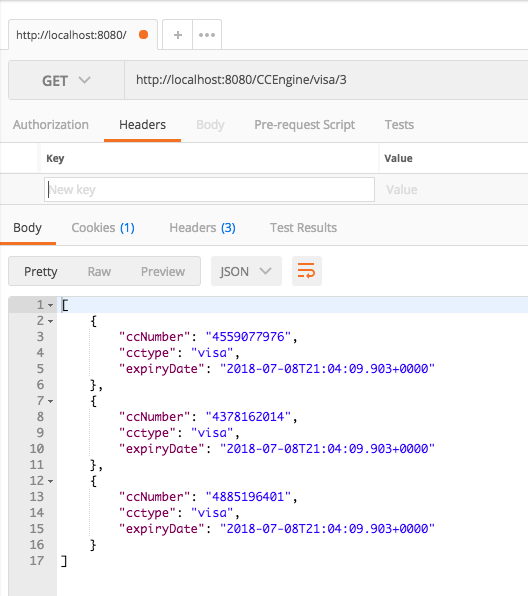 http://localhost:8080/
GET http://localhost:8080/CCEngine/visa/3
Authorization Headers Body Pre-request Script Tests
Key Value
New key Value
Body Cookies (1) Headers (3) Test Results
Pretty Raw Preview JSON
1 [
2 {
3 "ccNumber": "4559077976",
4 "cctype": "visa",
5 "expiryDate": "2018-07-08T21:04:09.903+0000"
6 },
7 {
8 "ccNumber": "4378162014",
9 "cctype": "visa",
10 "expiryDate": "2018-07-08T21:04:09.903+0000"
11 },
12 {
13 "ccNumber": "4885196401",
14 "cctype": "visa",
15 "expiryDate": "2018-07-08T21:04:09.903+0000"
16 }
17 ]